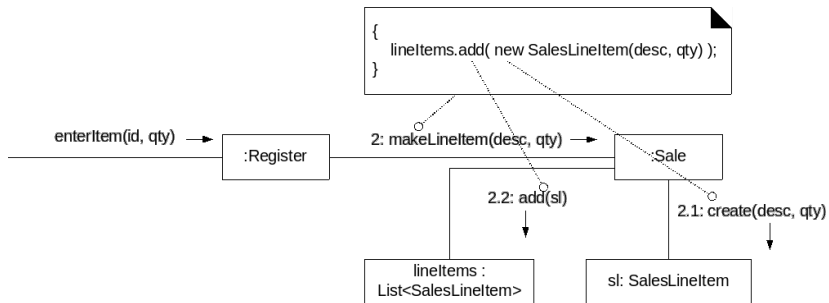 {
lineItems.add( new SalesLineItem(desc, qty) );
}
enterItem(id, qty)
2: makeLineItem(desc, qty)
:Register
:Sale
2.2: add(sl)
2.1: create(desc, qty)
lineItems :
List<SalesLineItem>
sl: SalesLineItem